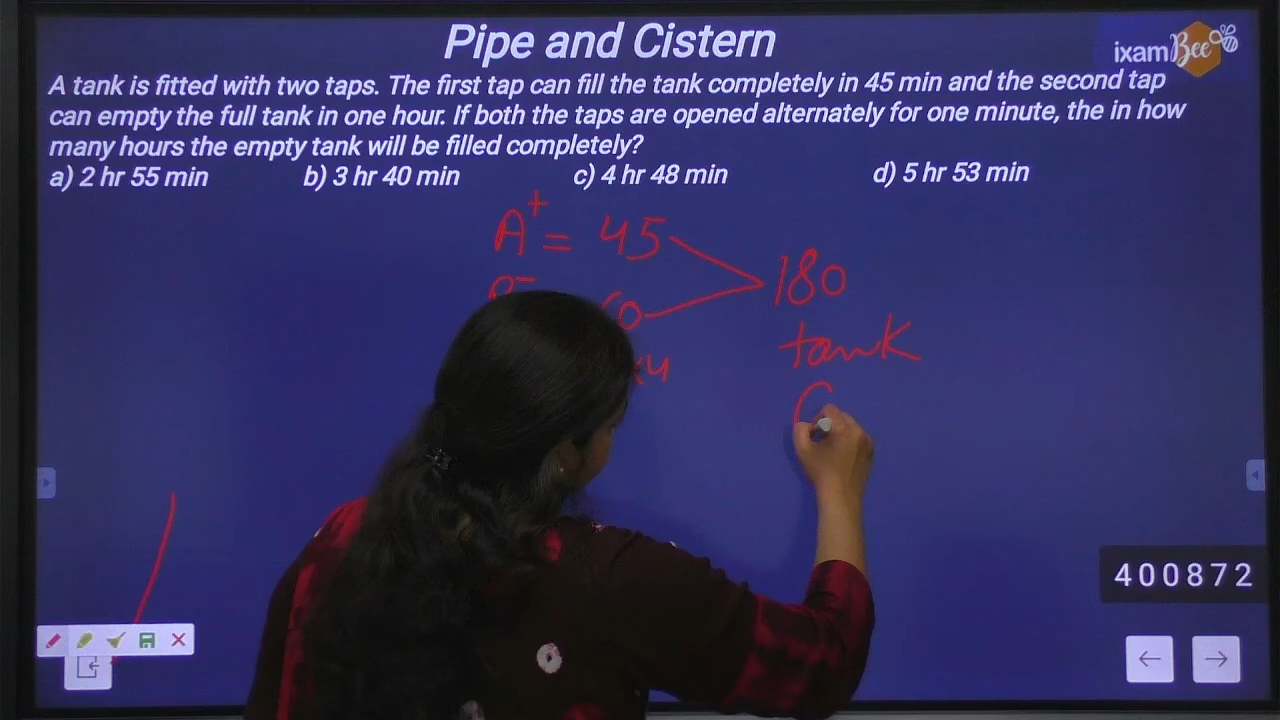 Pipe and Cistern
ixamBee
A tank is fitted with two taps. The first tap can fill the tank completely in 45 min and the second tap
can empty the full tank in one hour. If both the taps are opened alternately for one minute, the in how
many hours the empty tank will be filled completely?
a) 2 hr 55 min b) 3 hr 40 min c) 4 hr 48 min d) 5 hr 53 min
A+ = 45
180
tank
400872